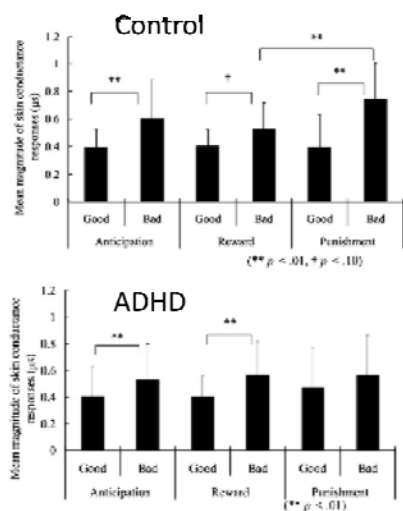 Control
Mean magnitude of skin conductance
responses (μs)
1.2
1
0.8
0.6
0.4
0.2
0
** † ** **
Good Bad Good Bad Good Bad
Anticipation Reward Punishment
(** p < .01, † p < .10)
ADHD
Mean magnitude of skin conductance
responses (μs)
1.2
1
0.8
0.6
0.4
0.2
0
** **
Good Bad Good Bad Good Bad
Anticipation Reward Punishment
(** p < .01)